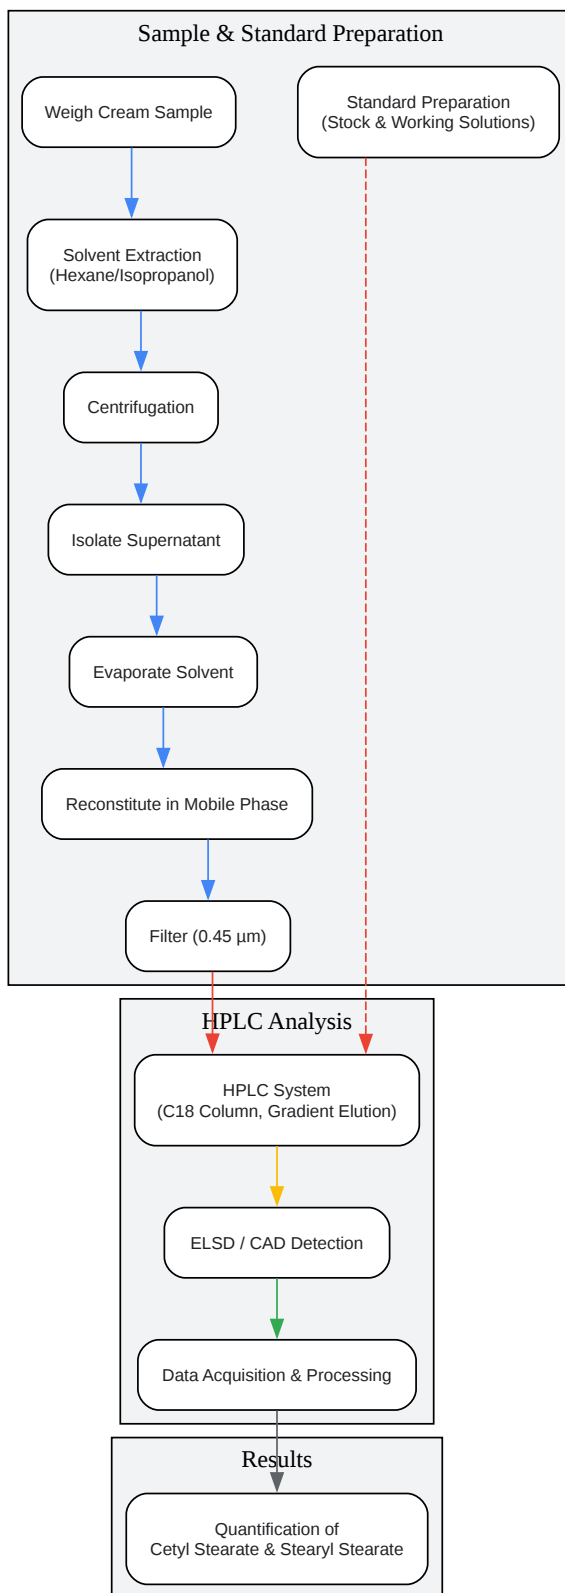 Sample & Standard Preparation
Weigh Cream Sample
Standard Preparation
(Stock & Working Solutions)
Solvent Extraction
(Hexane/Isopropanol)
Centrifugation
Isolate Supernatant
Evaporate Solvent
Reconstitute in Mobile Phase
Filter (0.45 µm)
HPLC Analysis
HPLC System
(C18 Column, Gradient Elution)
ELSD / CAD Detection
Data Acquisition & Processing
Results
Quantification of
Cetyl Stearate & Stearyl Stearate